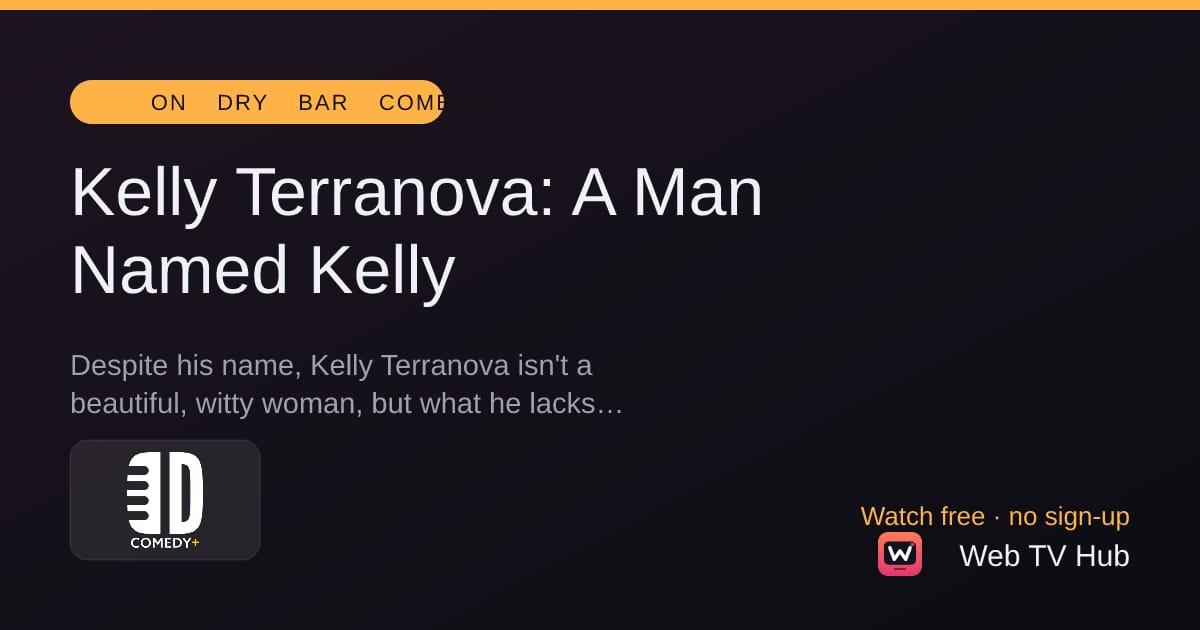 ON DRY BAR COMEDY+
Kelly Terranova: A Man
Named Kelly
Despite his name, Kelly Terranova isn't a
beautiful, witty woman, but what he lacks…
COMEDY+
Watch free · no sign-up
Web TV Hub